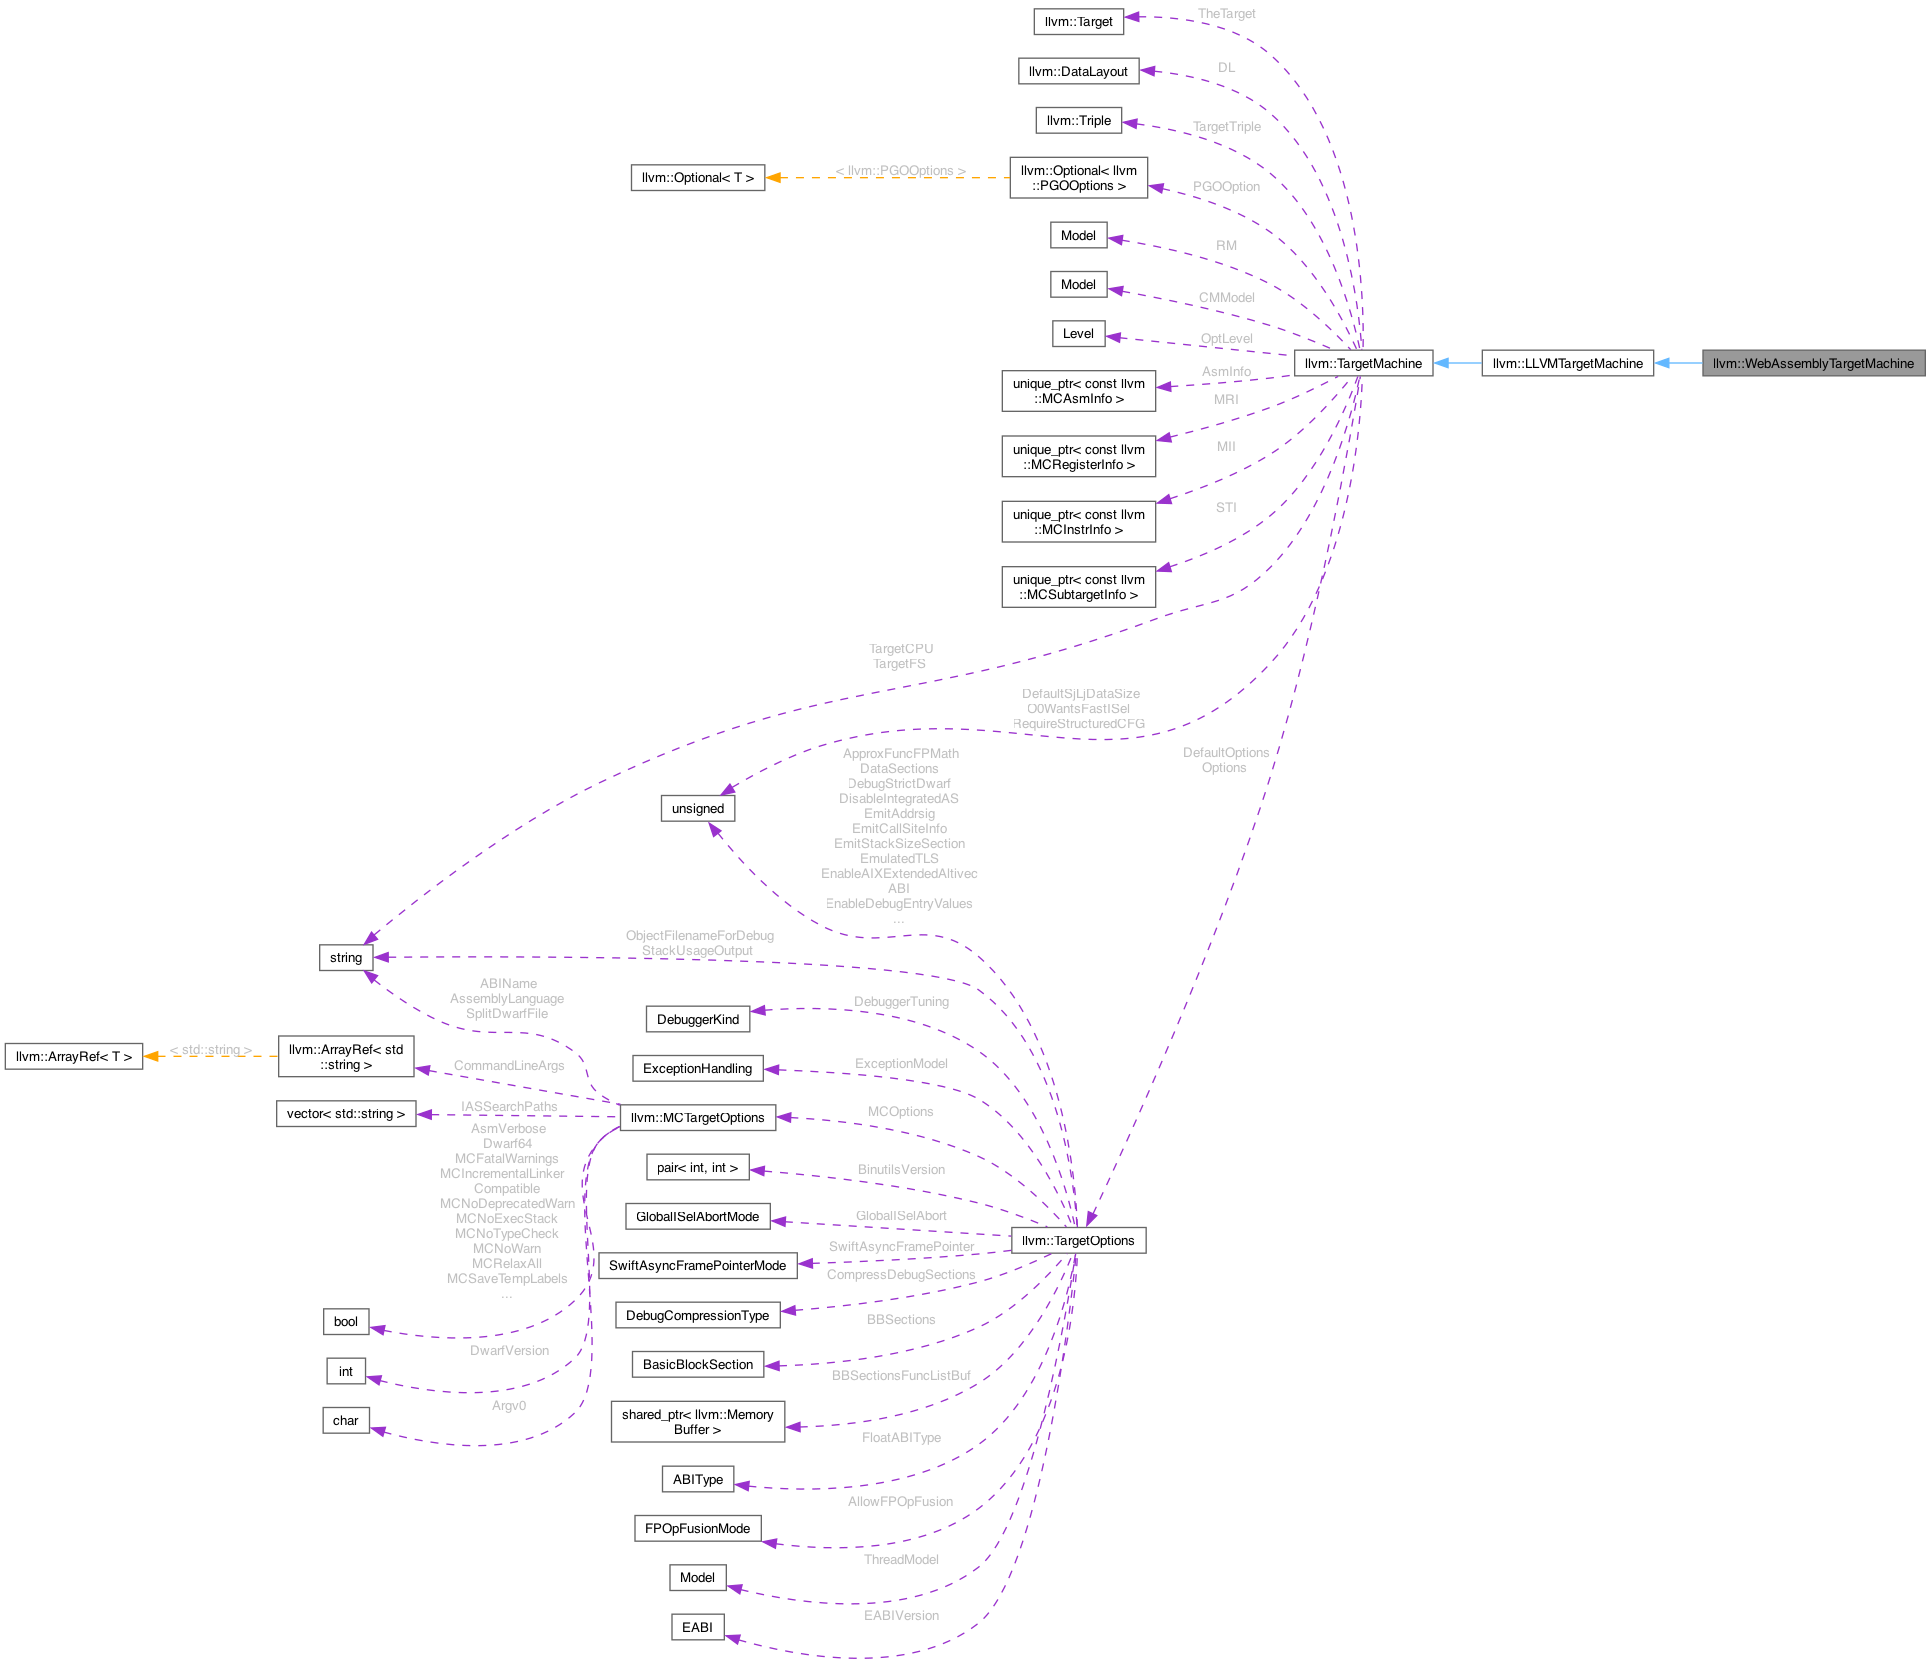 llvm::Target
TheTarget
llvm::DataLayout
DL
llvm::Triple
TargetTriple
llvm::Optional< T >
< llvm::PGOOptions >
llvm::Optional< llvm
::PGOOptions >
PGOOption
Model
RM
Model
CMModel
Level
OptLevel
llvm::TargetMachine
llvm::LLVMTargetMachine
llvm::WebAssemblyTargetMachine
unique_ptr< const llvm
::MCAsmInfo >
AsmInfo
unique_ptr< const llvm
::MCRegisterInfo >
MRI
unique_ptr< const llvm
::MCInstrInfo >
MII
unique_ptr< const llvm
::MCSubtargetInfo >
STI
TargetCPU
TargetFS
DefaultSjLjDataSize
O0WantsFastISel
RequireStructuredCFG
DefaultOptions
Options
unsigned
ApproxFuncFPMath
DataSections
DebugStrictDwarf
DisableIntegratedAS
EmitAddrsig
EmitCallSiteInfo
EmitStackSizeSection
EmulatedTLS
EnableAIXExtendedAltivec
ABI
EnableDebugEntryValues
...
string
ObjectFilenameForDebug
StackUsageOutput
ABIName
AssemblyLanguage
SplitDwarfFile
DebuggerKind
DebuggerTuning
llvm::ArrayRef< T >
< std::string >
llvm::ArrayRef< std
::string >
CommandLineArgs
ExceptionHandling
ExceptionModel
vector< std::string >
IASSearchPaths
llvm::MCTargetOptions
MCOptions
AsmVerbose
Dwarf64
MCFatalWarnings
MCIncrementalLinker
Compatible
MCNoDeprecatedWarn
MCNoExecStack
MCNoTypeCheck
MCNoWarn
MCRelaxAll
MCSaveTempLabels
...
pair< int, int >
BinutilsVersion
GlobalISelAbortMode
GlobalISelAbort
llvm::TargetOptions
SwiftAsyncFramePointerMode
SwiftAsyncFramePointer
DebugCompressionType
CompressDebugSections
bool
BasicBlockSection
BBSections
int
DwarfVersion
char
Argv0
shared_ptr< llvm::Memory
Buffer >
BBSectionsFuncListBuf
ABIType
FloatABIType
FPOpFusionMode
AllowFPOpFusion
Model
ThreadModel
EABI
EABIVersion